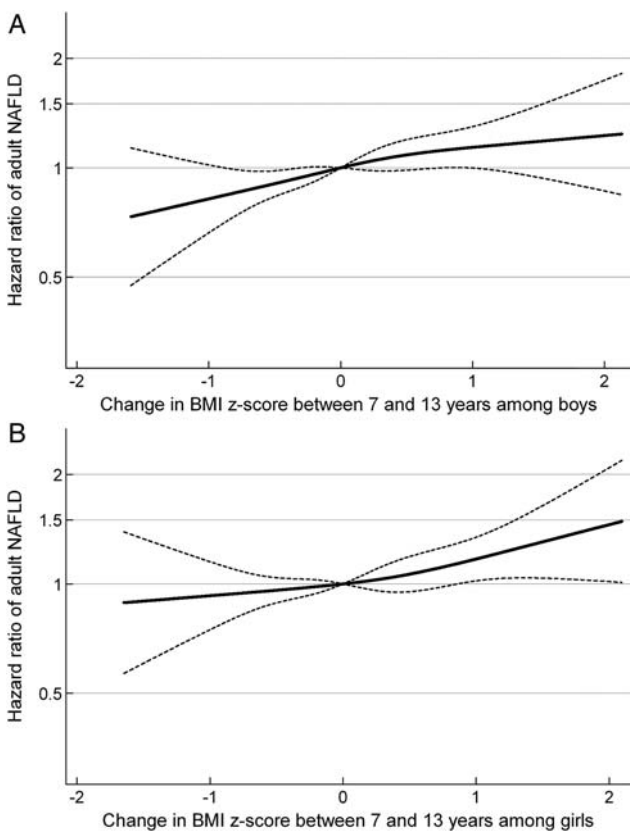 A
Hazard ratio of adult NAFLD
2
1.5
1
0.5
-2 -1 0 1 2
Change in BMI z-score between 7 and 13 years among boys
B
Hazard ratio of adult NAFLD
2
1.5
1
0.5
-2 -1 0 1 2
Change in BMI z-score between 7 and 13 years among girls